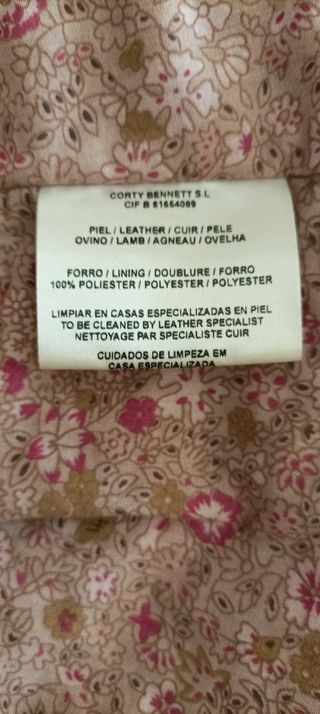 CORTY BENNETT S.L
CIF B 81654089
PIEL / LEATHER / CUIR / PELE
OVINO / LAMB / AGNEAU / OVELHA
FORRO / LINING / DOUBLURE / FORRO
100% POLIESTER / POLYESTER / POLYESTER
LIMPIAR EN CASAS ESPECIALIZADAS EN PIEL
TO BE CLEANED BY LEATHER SPECIALIST
NETTOYAGE PAR SPECIALISTE CUIR
CUIDADOS DE LIMPEZA EM
CASA ESPECIALIZADA